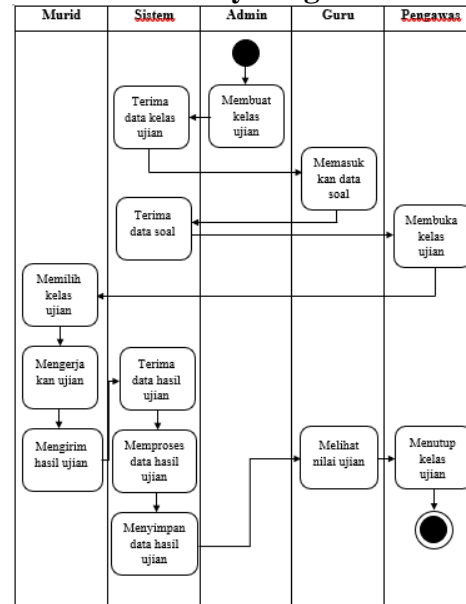 Murid Sistem Admin Guru Pengawas
Membuat
kelas
ujian
Terima
data kelas
ujian
Memasuk
kan data
soal
Terima
data soal
Membuka
kelas
ujian
Memilih
kelas
ujian
Mengerja
kan ujian
Mengirim
hasil ujian
Terima
data hasil
ujian
Memproses
data hasil
ujian
Menyimpan
data hasil
ujian
Melihat
nilai ujian
Menutup
kelas
ujian